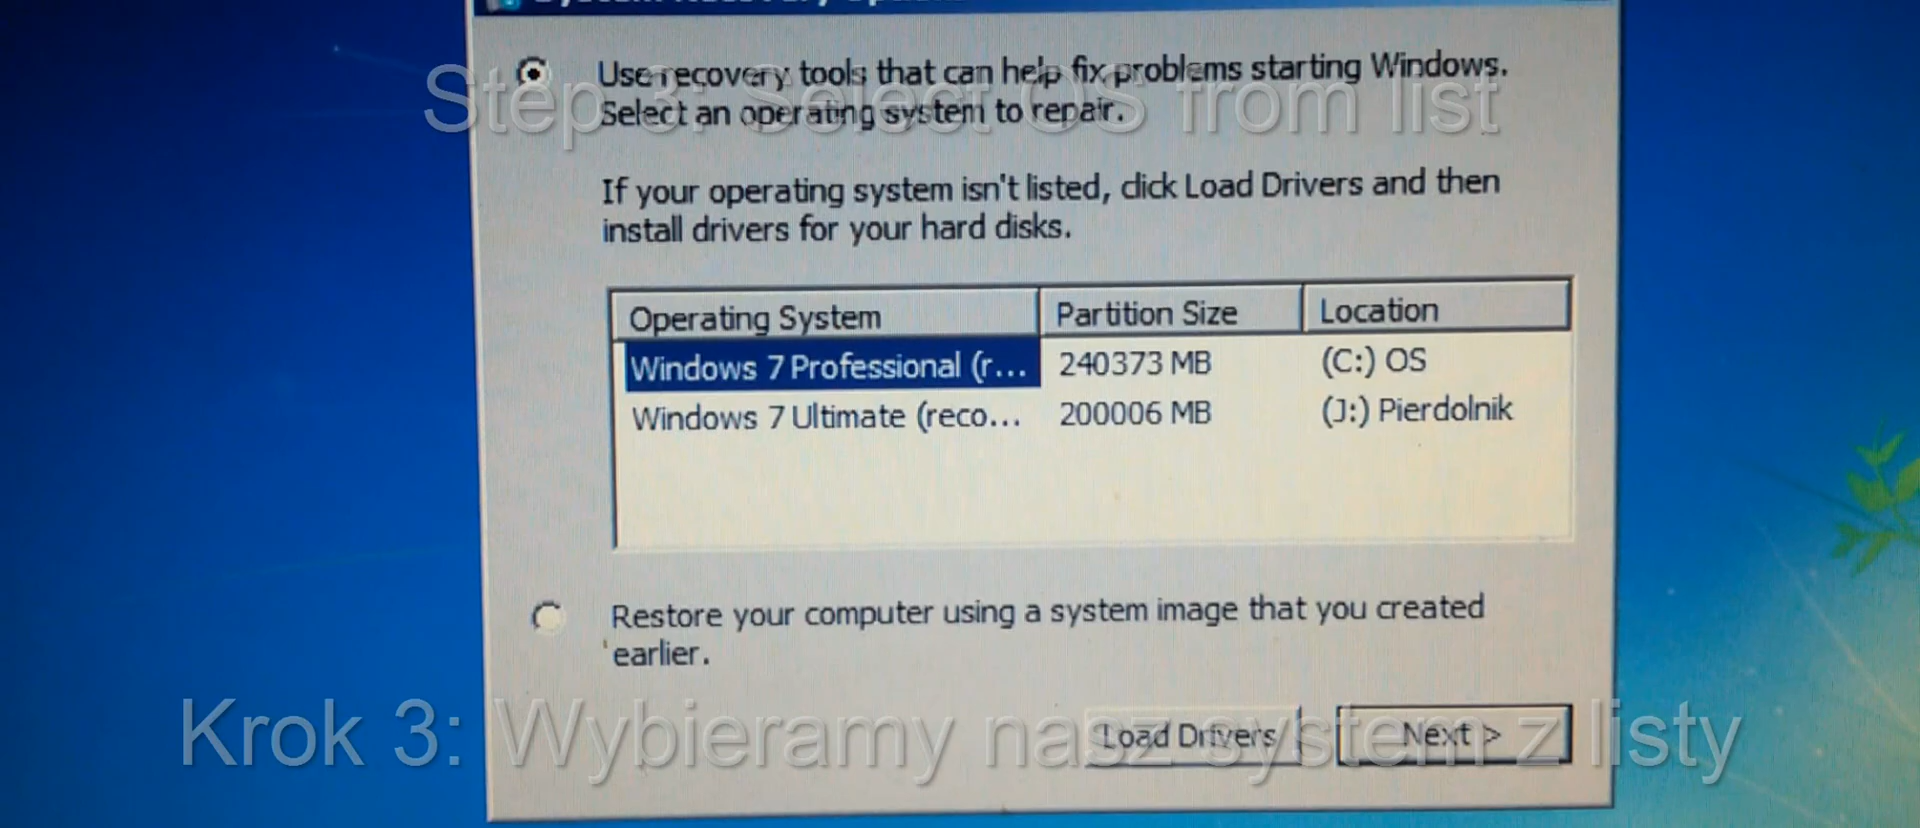 System Recovery Options
Use recovery tools that can help fix problems starting Windows.
Select an operating system to repair.
Step 3: Select OS from list
If your operating system isn't listed, click Load Drivers and then
install drivers for your hard disks.
Operating System Partition Size Location
Windows 7 Professional (r... 240373 MB (C:) OS
Windows 7 Ultimate (reco... 200006 MB (J:) Pierdolnik
Restore your computer using a system image that you created
earlier.
Load Drivers Next >
Krok 3: Wybieramy nasz system z listy